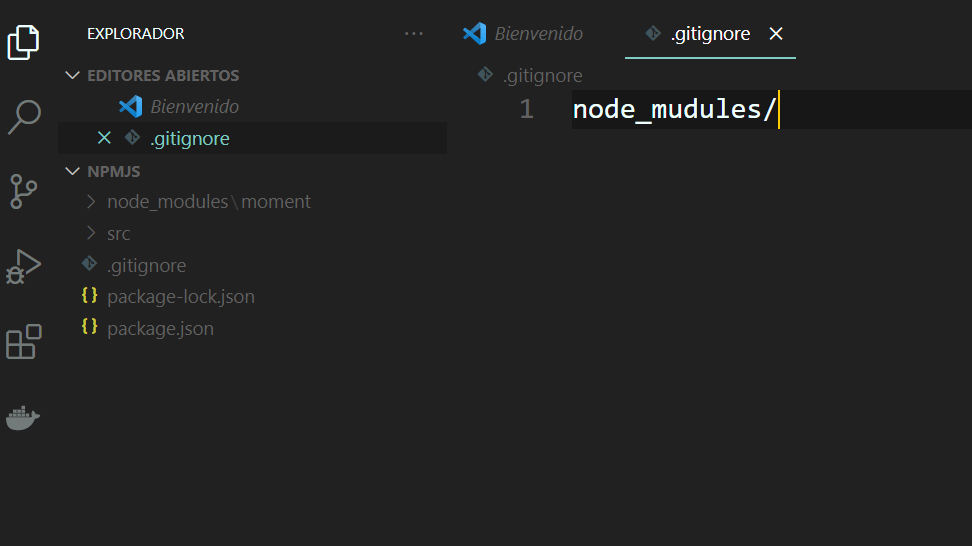 EXPLORADOR ...
EDITORES ABIERTOS
Bienvenido
.gitignore
NPMJS
node_modules\moment
src
.gitignore
package-lock.json
package.json
Bienvenido
.gitignore
.gitignore
1 node_mudules/